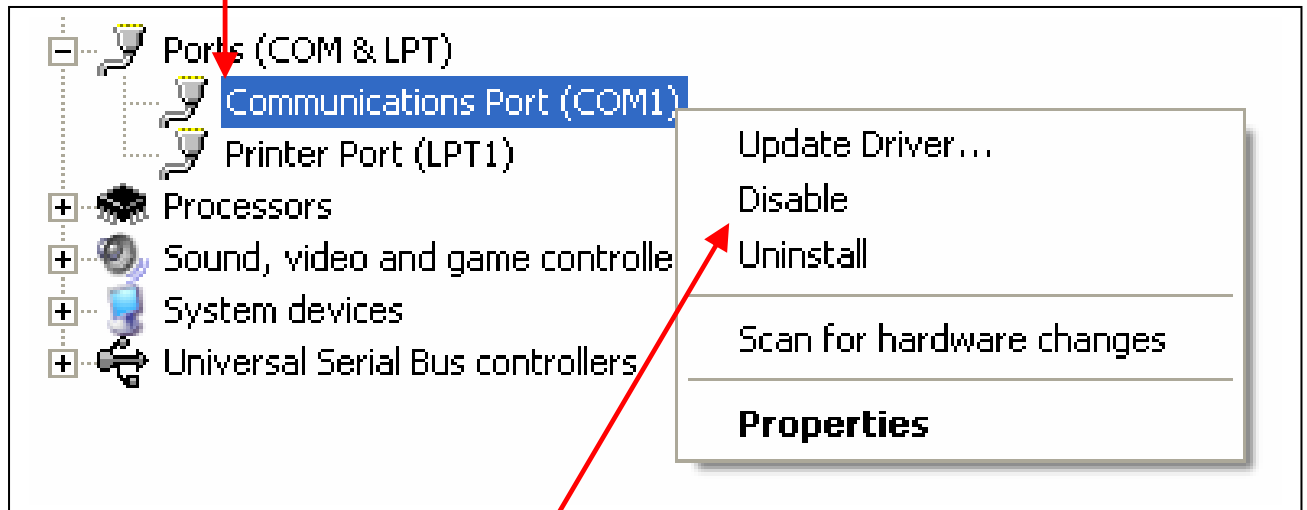 Ports (COM & LPT)
Communications Port (COM1)
Printer Port (LPT1)
Processors
Sound, video and game controlle
System devices
Universal Serial Bus controllers
Update Driver...
Disable
Uninstall
Scan for hardware changes
Properties